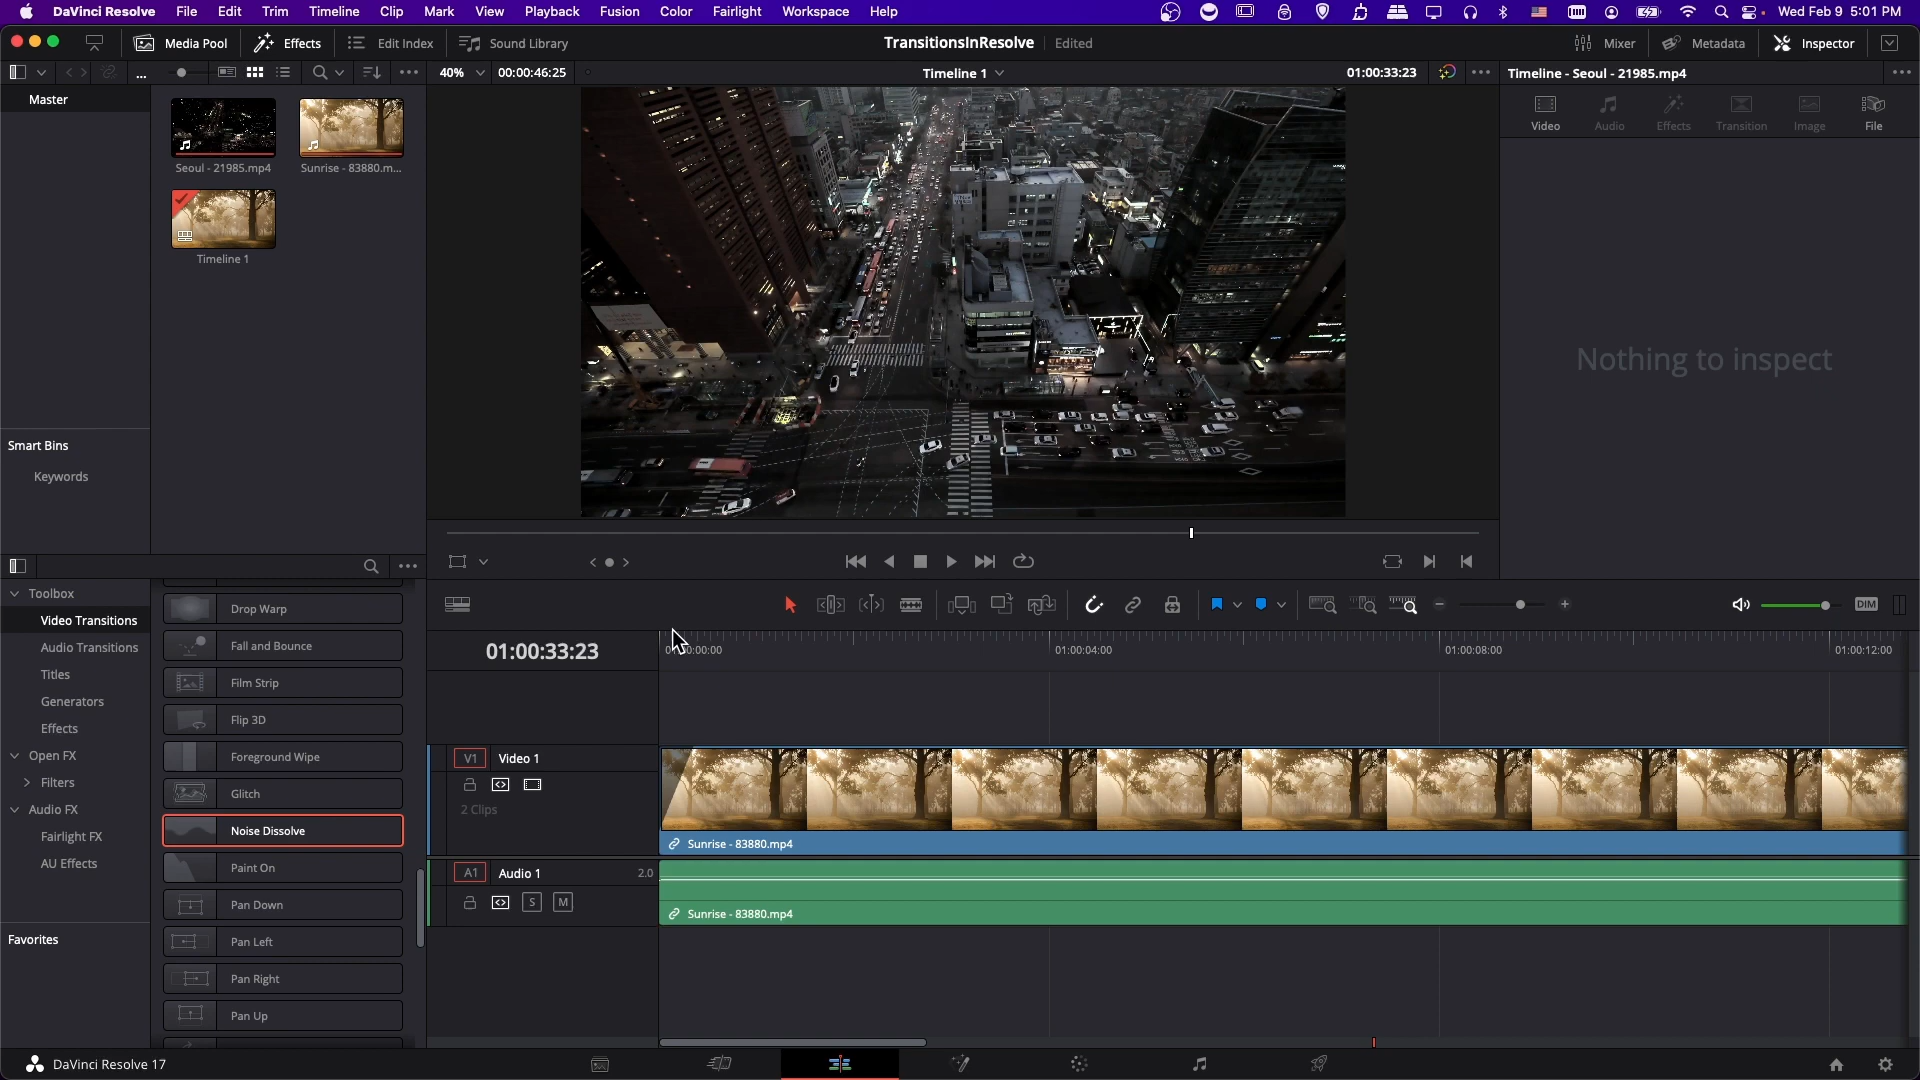 DaVinci Resolve File Edit Trim Timeline Clip Mark View Playback Fusion Color Fairlight Workspace Help Wed Feb 9 5:01 PM
Media Pool Effects Edit Index Sound Library TransitionsInResolve Edited Mixer Metadata Inspector
40% 00:00:46:25 Timeline 1 01:00:33:23 Timeline - Seoul - 21985.mp4
Master
Video Audio Effects Transition Image File
Seoul - 21985.mp4 Sunrise - 83880.m...
Timeline 1
Nothing to inspect
Smart Bins
Keywords
Toolbox
Video Transitions
Audio Transitions
Titles
Generators
Effects
Open FX
Filters
Audio FX
Fairlight FX
AU Effects
Favorites
Drop Warp
Fall and Bounce
Film Strip
Flip 3D
Foreground Wipe
Glitch
Noise Dissolve
Paint On
Pan Down
Pan Left
Pan Right
Pan Up
DIM
01:00:33:23 01:00:04:00 01:00:08:00 01:00:12:00
V1 Video 1
2 Clips
Sunrise - 83880.mp4
A1 Audio 1 2.0
S M
Sunrise - 83880.mp4
DaVinci Resolve 17